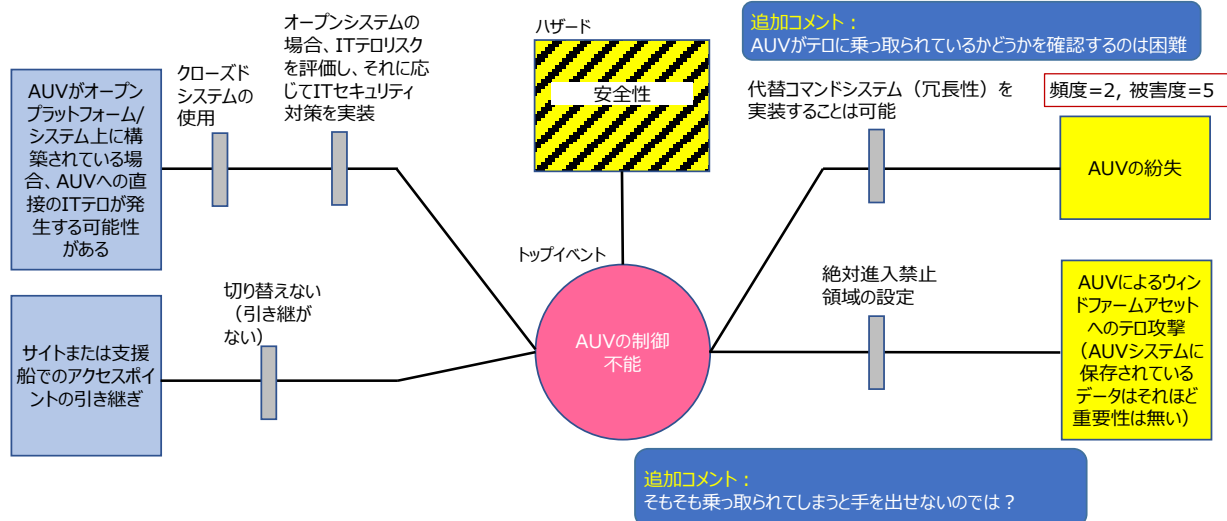 追加コメント：
AUVがテロに乗っ取られているかどうかを確認するのは困難
ハザード
安全性
オープンシステムの
場合、ITテロリスク
を評価し、それに応
じてITセキュリティ
対策を実装
クローズド
システムの
使用
AUVがオープン
プラットフォーム/
システム上に構
築されている場
合、AUVへの直
接のITテロが発
生する可能性
がある
代替コマンドシステム（冗長性）を
実装することは可能
頻度=2, 被害度=5
AUVの紛失
トップイベント
AUVの制御
不能
切り替えない
（引き継が
ない）
サイトまたは支援
船でのアクセスポイ
ントの引き継ぎ
絶対進入禁止
領域の設定
AUVによるウィン
ドファームアセット
へのテロ攻撃
（AUVシステムに
保存されている
データはそれほど
重要性は無い）
追加コメント：
そもそも乗っ取られてしまうと手を出せないのでは？